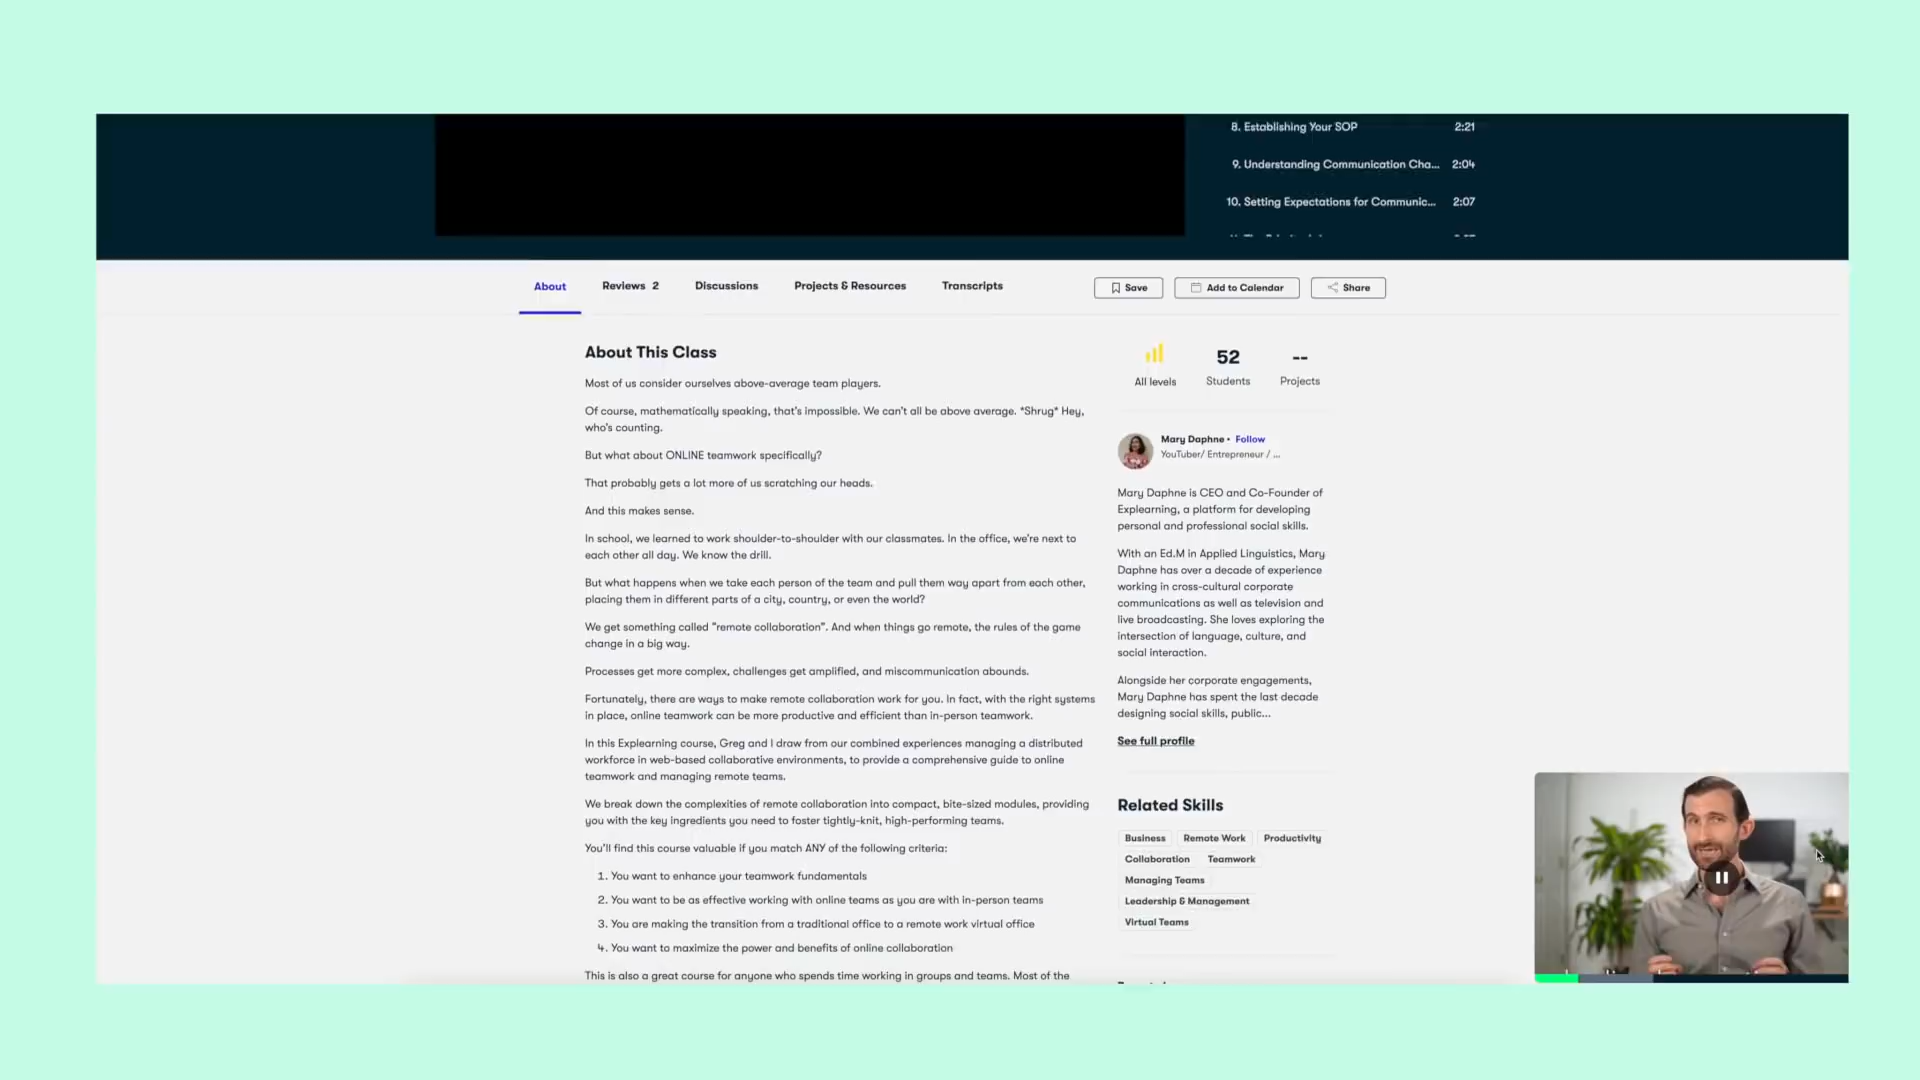 8. Establishing Your SOP 2:21
9. Understanding Communication Cha... 2:04
10. Setting Expectations for Communic... 2:07
About
Reviews 2
Discussions
Projects & Resources
Transcripts
Save
Add to Calendar
Share
About This Class
Most of us consider ourselves above-average team players.
Of course, mathematically speaking, that's impossible. We can't all be above average. *Shrug* Hey,
who's counting.
But what about ONLINE teamwork specifically?
That probably gets a lot more of us scratching our heads.
And this makes sense.
In school, we learned to work shoulder-to-shoulder with our classmates. In the office, we're next to
each other all day. We know the drill.
But what happens when we take each person of the team and pull them way apart from each other,
placing them in different parts of a city, country, or even the world?
We get something called "remote collaboration". And when things go remote, the rules of the game
change in a big way.
Processes get more complex, challenges get amplified, and miscommunication abounds.
Fortunately, there are ways to make remote collaboration work for you. In fact, with the right systems
in place, online teamwork can be more productive and efficient than in-person teamwork.
In this Explearning course, Greg and I draw from our combined experiences managing a distributed
workforce in web-based collaborative environments, to provide a comprehensive guide to online
teamwork and managing remote teams.
We break down the complexities of remote collaboration into compact, bite-sized modules, providing
you with the key ingredients you need to foster tightly-knit, high-performing teams.
You'll find this course valuable if you match ANY of the following criteria:
1. You want to enhance your teamwork fundamentals
2. You want to be as effective working with online teams as you are with in-person teams
3. You are making the transition from a traditional office to a remote work virtual office
4. You want to maximize the power and benefits of online collaboration
This is also a great course for anyone who spends time working in groups and teams. Most of the
All levels
52
Students
--
Projects
Mary Daphne • Follow
YouTuber/ Entrepreneur / ...
Mary Daphne is CEO and Co-Founder of
Explearning, a platform for developing
personal and professional social skills.
With an Ed.M in Applied Linguistics, Mary
Daphne has over a decade of experience
working in cross-cultural corporate
communications as well as television and
live broadcasting. She loves exploring the
intersection of language, culture, and
social interaction.
Alongside her corporate engagements,
Mary Daphne has spent the last decade
designing social skills, public...
See full profile
Related Skills
Business Remote Work Productivity
Collaboration Teamwork
Managing Teams
Leadership & Management
Virtual Teams